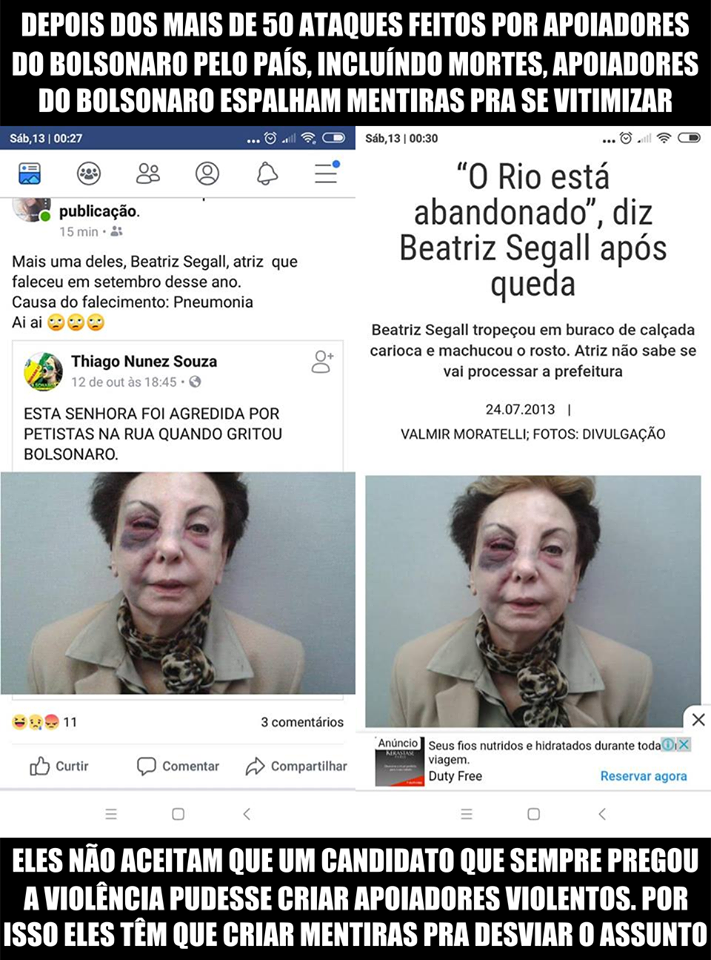 DEPOIS DOS MAIS DE 50 ATAQUES FEITOS POR APOIADORES
DO BOLSONARO PELO PAÍS, INCLUÍNDO MORTES, APOIADORES
DO BOLSONARO ESPALHAM MENTIRAS PRA SE VITIMIZAR
Sáb,13 | 00:27
publicação.
15 min
Mais uma deles, Beatriz Segall, atriz que
faleceu em setembro desse ano.
Causa do falecimento: Pneumonia
Ai ai 🙄🙄🙄
Thiago Nunez Souza
12 de out às 18:45
ESTA SENHORA FOI AGREDIDA POR
PETISTAS NA RUA QUANDO GRITOU
BOLSONARO.
11
3 comentários
Curtir
Comentar
Compartilhar
Sáb,13 | 00:30
“O Rio está
abandonado”, diz
Beatriz Segall após
queda
Beatriz Segall tropeçou em buraco de calçada
carioca e machucou o rosto. Atriz não sabe se
vai processar a prefeitura
24.07.2013 |
VALMIR MORATELLI; FOTOS: DIVULGAÇÃO
Anúncio
KERASTASE
Seus fios nutridos e hidratados durante toda
viagem.
Duty Free
Reservar agora
ELES NÃO ACEITAM QUE UM CANDIDATO QUE SEMPRE PREGOU
A VIOLÊNCIA PUDESSE CRIAR APOIADORES VIOLENTOS. POR
ISSO ELES TÊM QUE CRIAR MENTIRAS PRA DESVIAR O ASSUNTO